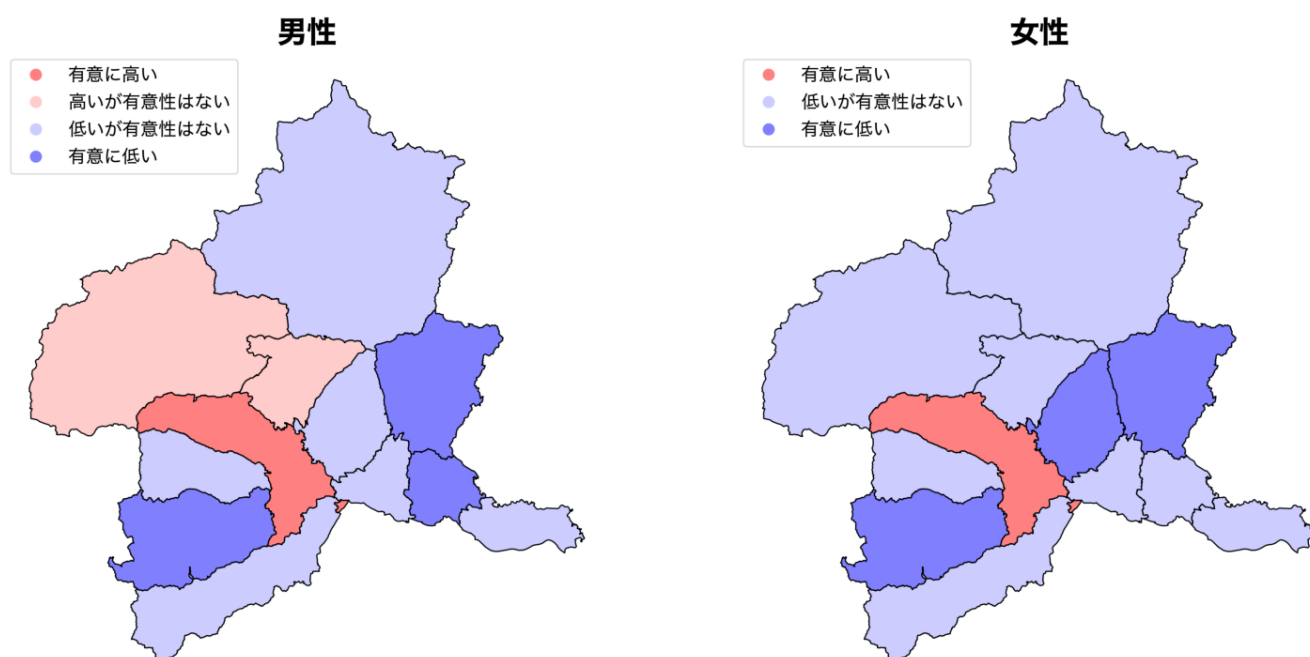 男性
有意に高い
高いが有意性はない
低いが有意性はない
有意に低い
女性
有意に高い
低いが有意性はない
有意に低い